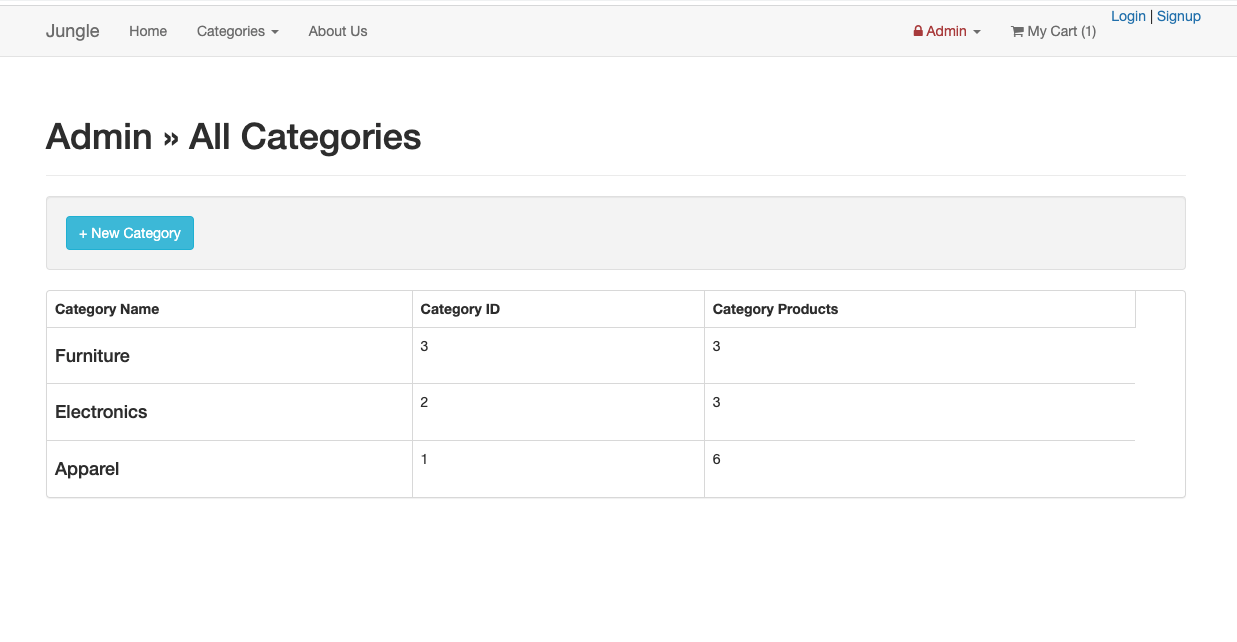 Jungle Home Categories About Us Admin My Cart (1) Login | Signup
Admin » All Categories
+ New Category
Category Name Category ID Category Products
Furniture 3 3
Electronics 2 3
Apparel 1 6